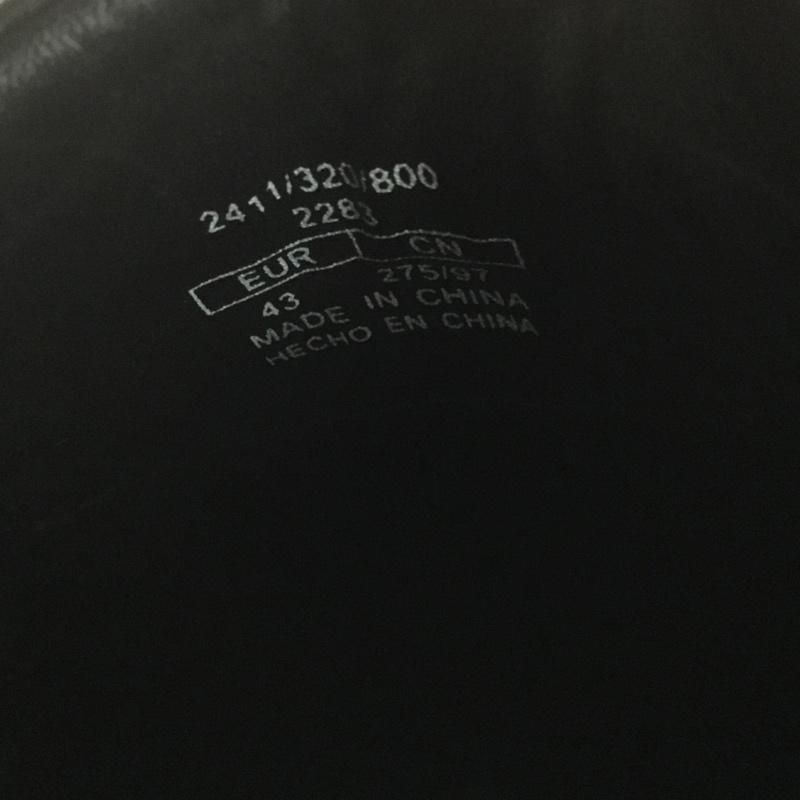 2411/320/800
2283
EUR CN
43 275/97
MADE IN CHINA
HECHO EN CHINA